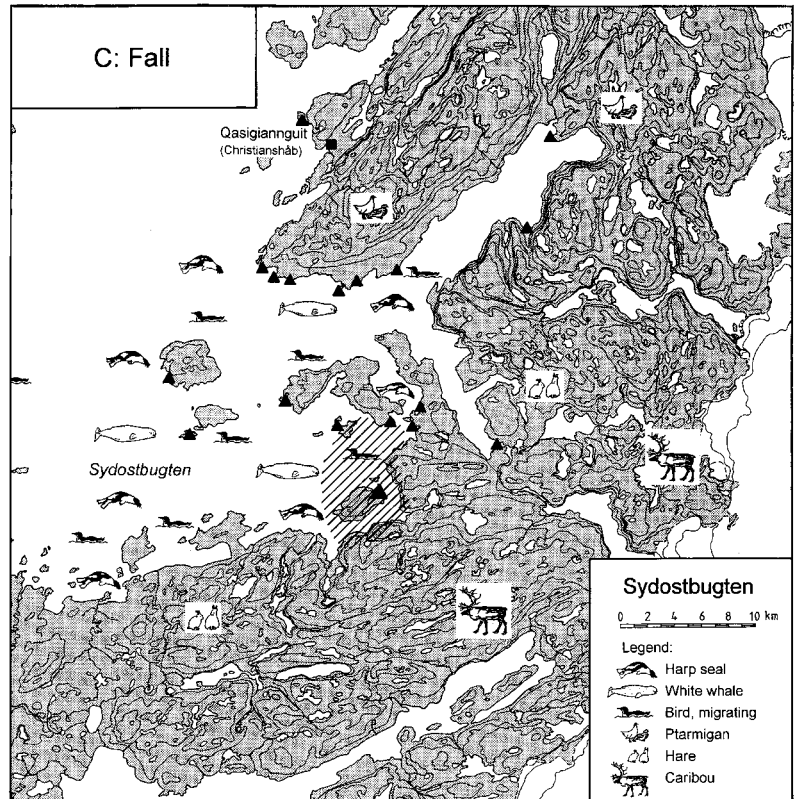 C: Fall
Qasigiannguit
(Christianshåb)
Sydostbugten
Sydostbugten
0 2 4 6 8 10 km
Legend:
Harp seal
White whale
Bird, migrating
Ptarmigan
Hare
Caribou